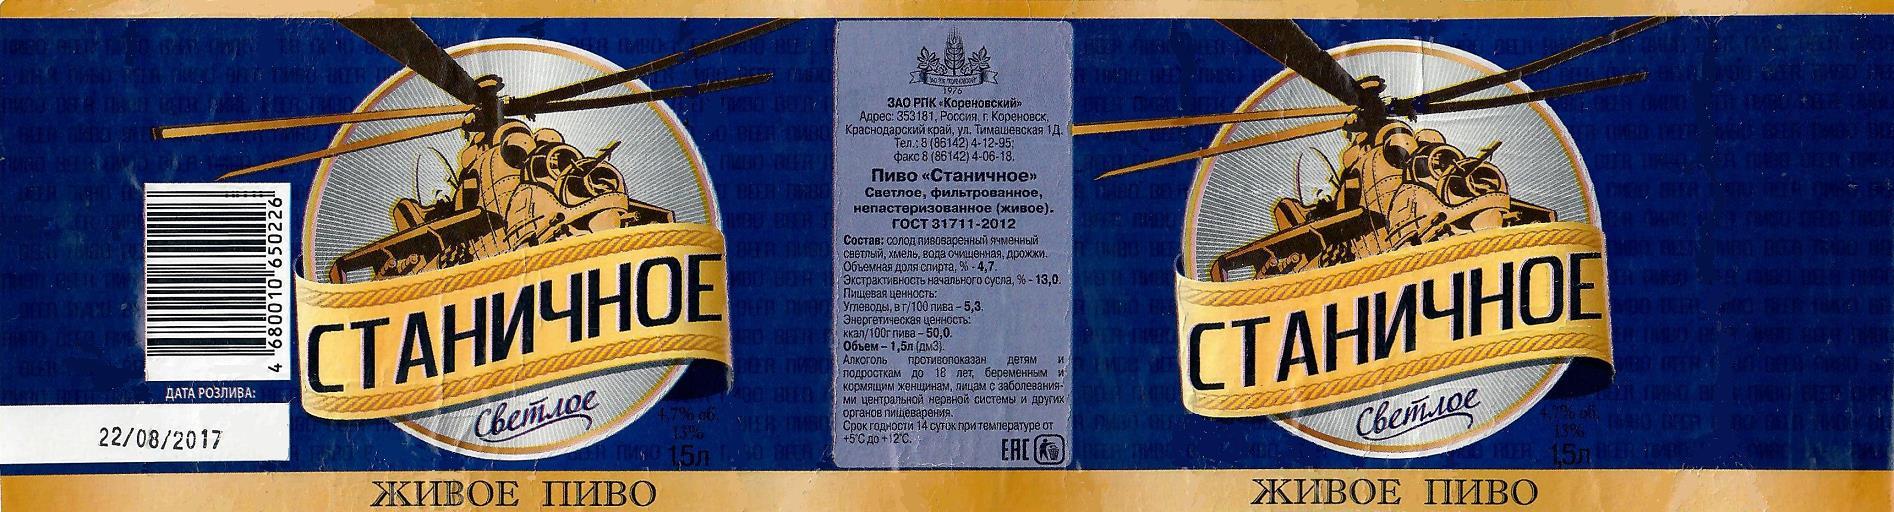 4 680010 650226
ДАТА РОЗЛИВА:
22/08/2017
СТАНИЧНОЕ
Светлое
4,7% об.
13%
1,5л
ЖИВОЕ ПИВО
1976
ЗАО РПК «Кореновский»
Адрес: 353181, Россия, г. Кореновск,
Краснодарский край, ул. Тимашевская 1Д.
Тел.: 8 (86142) 4-12-95;
факс 8 (86142) 4-06-18.
Пиво «Станичное»
Светлое, фильтрованное,
непастеризованное (живое).
ГОСТ 31711-2012
Состав: солод пивоваренный ячменный
светлый, хмель, вода очищенная, дрожжи.
Объемная доля спирта, % - 4,7.
Экстрактивность начального сусла, % - 13,0.
Пищевая ценность:
Углеводы, в г/100 пива – 5,3.
Энергетическая ценность:
ккал/100г пива – 50,0.
Объем – 1,5л (дм3).
Алкоголь противопоказан детям и
подросткам до 18 лет, беременным и
кормящим женщинам, лицам с заболевания-
ми центральной нервной системы и других
органов пищеварения.
Срок годности 14 суток при температуре от
+5°С до +12°С.
EAC
СТАНИЧНОЕ
Светлое
4,7% об.
13%
1,5л
ЖИВОЕ ПИВО